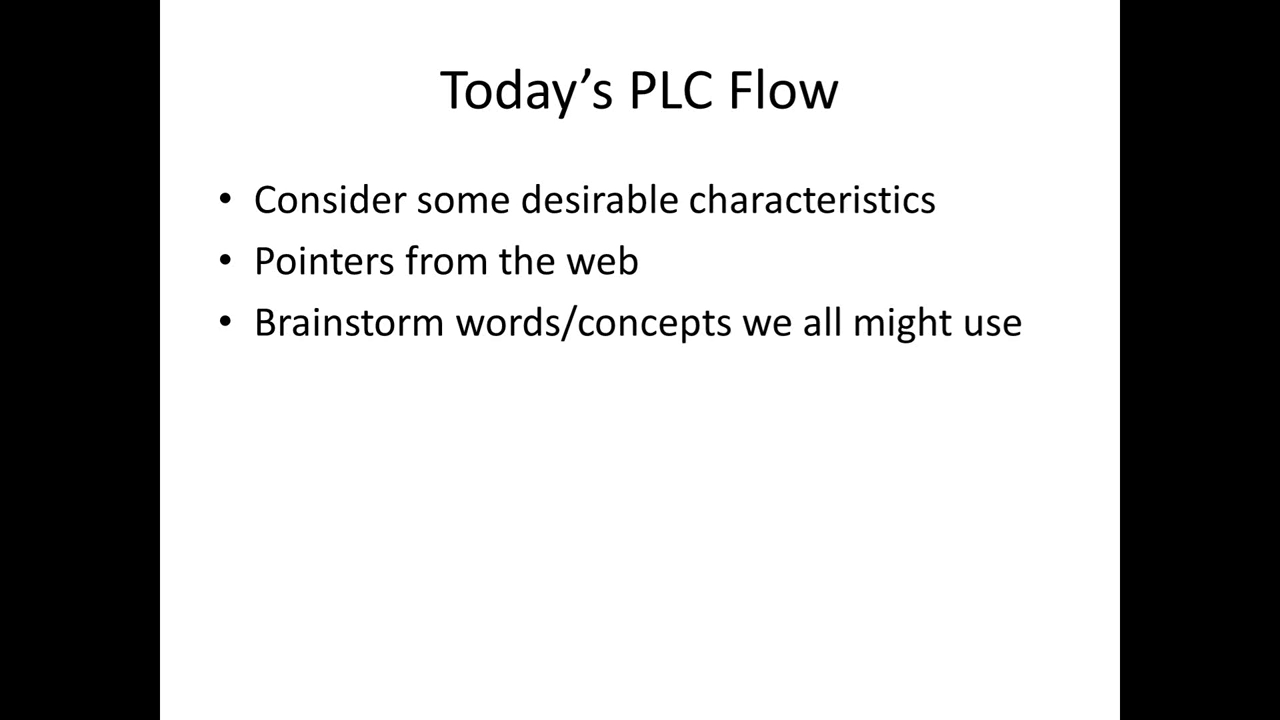 Today’s PLC Flow
• Consider some desirable characteristics
• Pointers from the web
• Brainstorm words/concepts we all might use